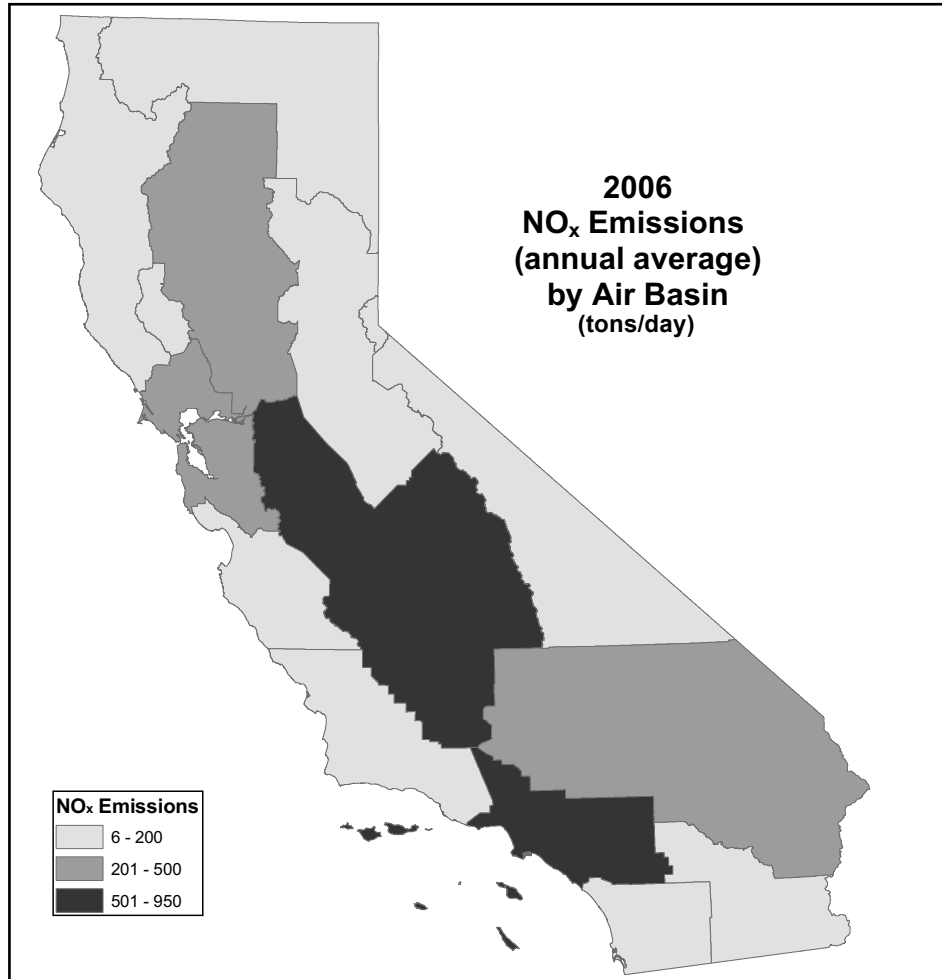 2006
NOx Emissions
(annual average)
by Air Basin
(tons/day)
NOx Emissions
6 - 200
201 - 500
501 - 950